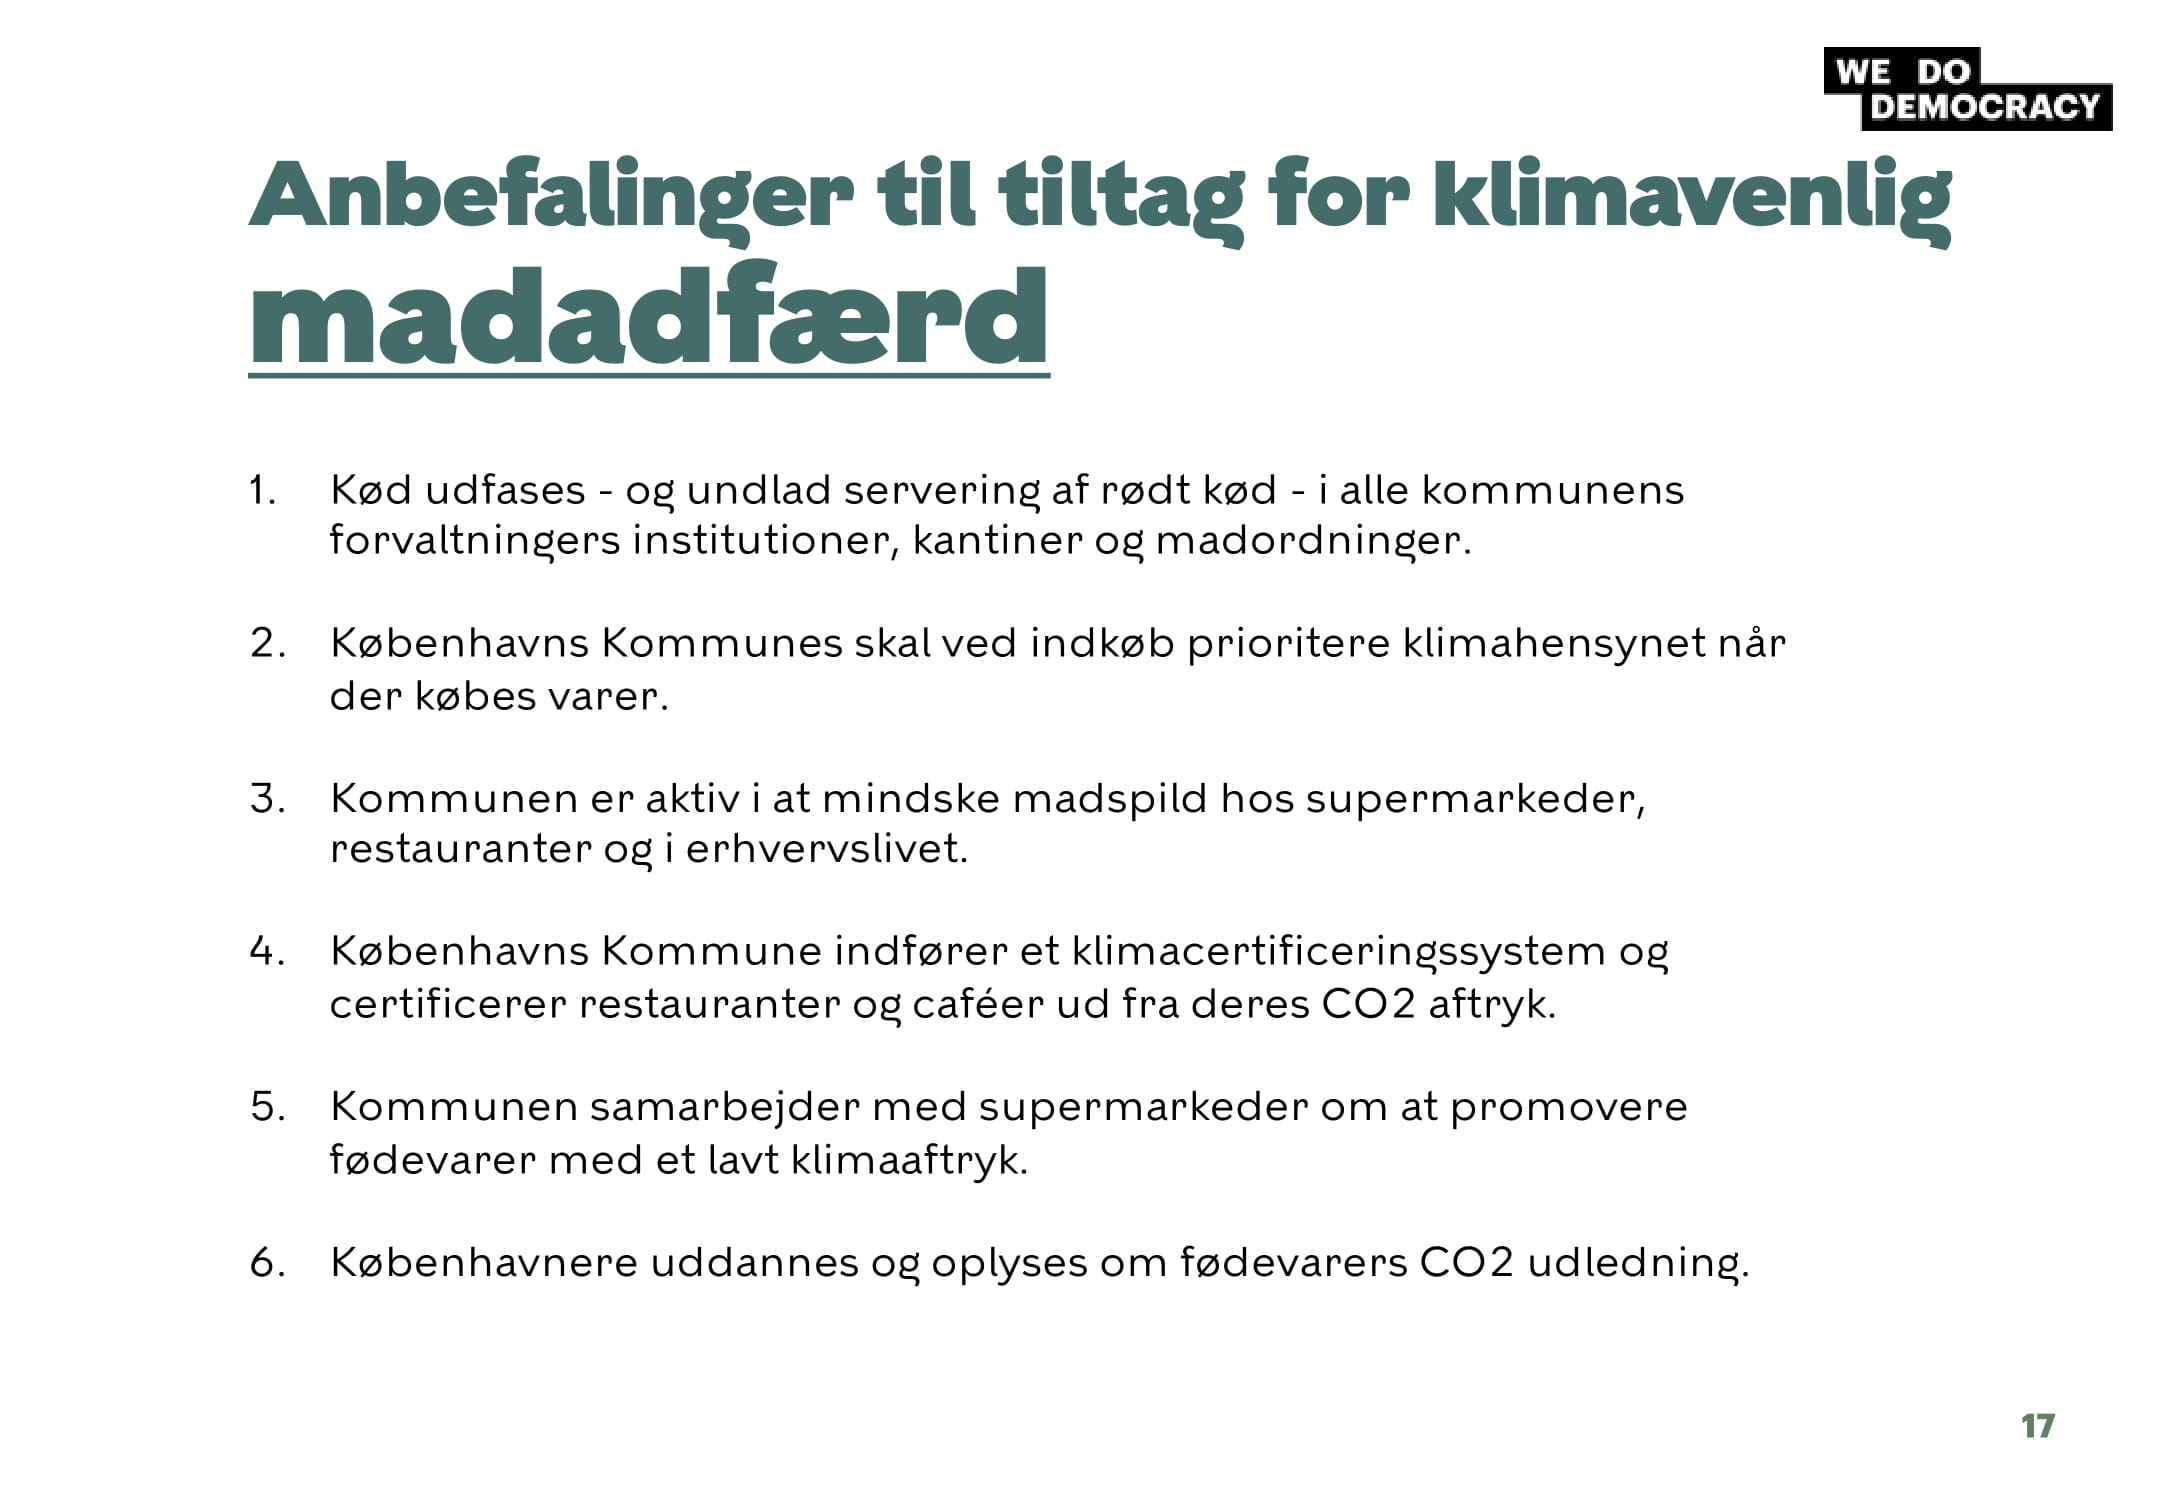 WE DO
DEMOCRACY
Anbefalinger til tiltag for klimavenlig
madadfærd
1. Kød udfases - og undlad servering af rødt kød - i alle kommunens
forvaltningers institutioner, kantiner og madordninger.
2. Københavns Kommunes skal ved indkøb prioritere klimahensynet når
der købes varer.
3. Kommunen er aktiv i at mindske madspild hos supermarkeder,
restauranter og i erhvervslivet.
4. Københavns Kommune indfører et klimacertificeringssystem og
certificerer restauranter og caféer ud fra deres CO2 aftryk.
5. Kommunen samarbejder med supermarkeder om at promovere
fødevarer med et lavt klimaaftryk.
6. Københavnere uddannes og oplyses om fødevarers CO2 udledning.
17